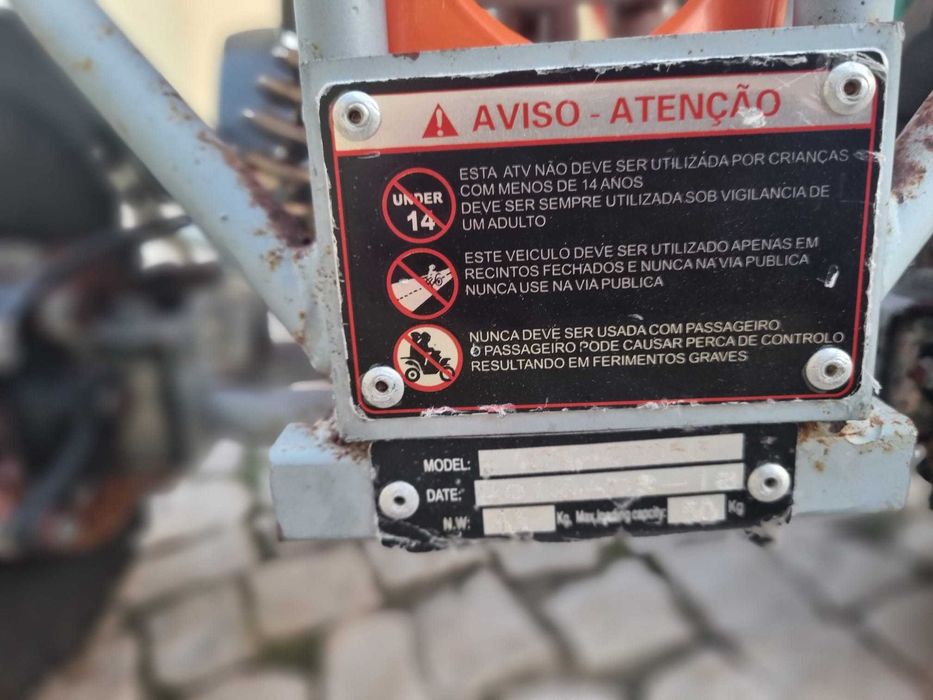 AVISO - ATENÇÃO
ESTA ATV NÃO DEVE SER UTILIZADA POR CRIANÇAS
COM MENOS DE 14 AÑOS
DEVE SER SEMPRE UTILIZADA SOB VIGILANCIA DE
UM ADULTO
UNDER
14
ESTE VEICULO DEVE SER UTILIZADO APENAS EM
RECINTOS FECHADOS E NUNCA NA VIA PUBLICA
NUNCA USE NA VIA PUBLICA
NUNCA DEVE SER USADA COM PASSAGEIRO
O PASSAGEIRO PODE CAUSAR PERCA DE CONTROLO
RESULTANDO EM FERIMENTOS GRAVES
MODEL:
DATE:
N.W: Kg, Max.loading capacity: Kg